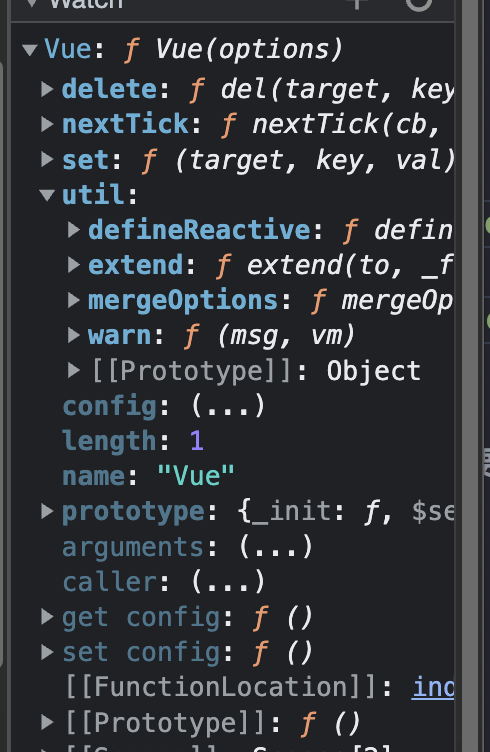 Watch
Vue: ƒ Vue(options)
delete: ƒ del(target, key
nextTick: ƒ nextTick(cb,
set: ƒ (target, key, val)
util:
defineReactive: ƒ defin
extend: ƒ extend(to, _f
mergeOptions: ƒ mergeOp
warn: ƒ (msg, vm)
[[Prototype]]: Object
config: (...)
length: 1
name: "Vue"
prototype: {_init: ƒ, $se
arguments: (...)
caller: (...)
get config: ƒ ()
set config: ƒ ()
[[FunctionLocation]]: ind
[[Prototype]]: ƒ ()